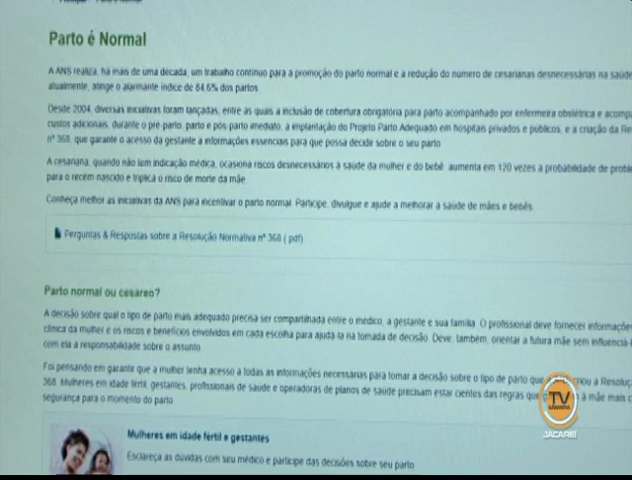 Parto é Normal
A ANS realiza, há mais de uma década, um trabalho contínuo para a promoção do parto normal e a redução do número de cesarianas desnecessárias na saúde
atualmente, atinge o alarmante índice de 84,6% dos partos
Desde 2004, diversas iniciativas foram lançadas, entre as quais a inclusão de cobertura obrigatória para parto acompanhado por enfermeira obstétrica e acomp
custos adicionais, durante o pré-parto, parto e pós-parto imediato, a implantação do Projeto Parto Adequado em hospitais privados e públicos, e a criação da Re
nº 368, que garante o acesso da gestante a informações essenciais para que possa decidir sobre o seu parto
A cesariana, quando não tem indicação médica, ocasiona riscos desnecessários à saúde da mulher e do bebê: aumenta em 120 vezes a probabilidade de probl
para o recém nascido e triplica o risco de morte da mãe
Conheça melhor as iniciativas da ANS para incentivar o parto normal. Participe, divulgue e ajude a melhorar a saúde de mães e bebês
Perguntas & Respostas sobre a Resolução Normativa nº 368 (.pdf)
Parto normal ou cesáreo?
A decisão sobre qual o tipo de parto mais adequado precisa ser compartilhada entre o médico, a gestante e sua família. O profissional deve fornecer informaçõe
clínica da mulher e os riscos e benefícios envolvidos em cada escolha para ajudá-la na tomada de decisão. Deve, também, orientar a futura mãe sem influenciá-
com ela a responsabilidade sobre o assunto
Foi pensando em garantir que a mulher tenha acesso a todas as informações necessárias para tomar a decisão sobre o tipo de parto que criou a Resoluç
368. Mulheres em idade fértil, gestantes, profissionais de saúde e operadoras de planos de saúde precisam estar cientes das regras que à mãe mais c
segurança para o momento do parto
TV
JACAREÍ
Mulheres em idade fértil e gestantes
Esclareça as dúvidas com seu médico e participe das decisões sobre seu parto